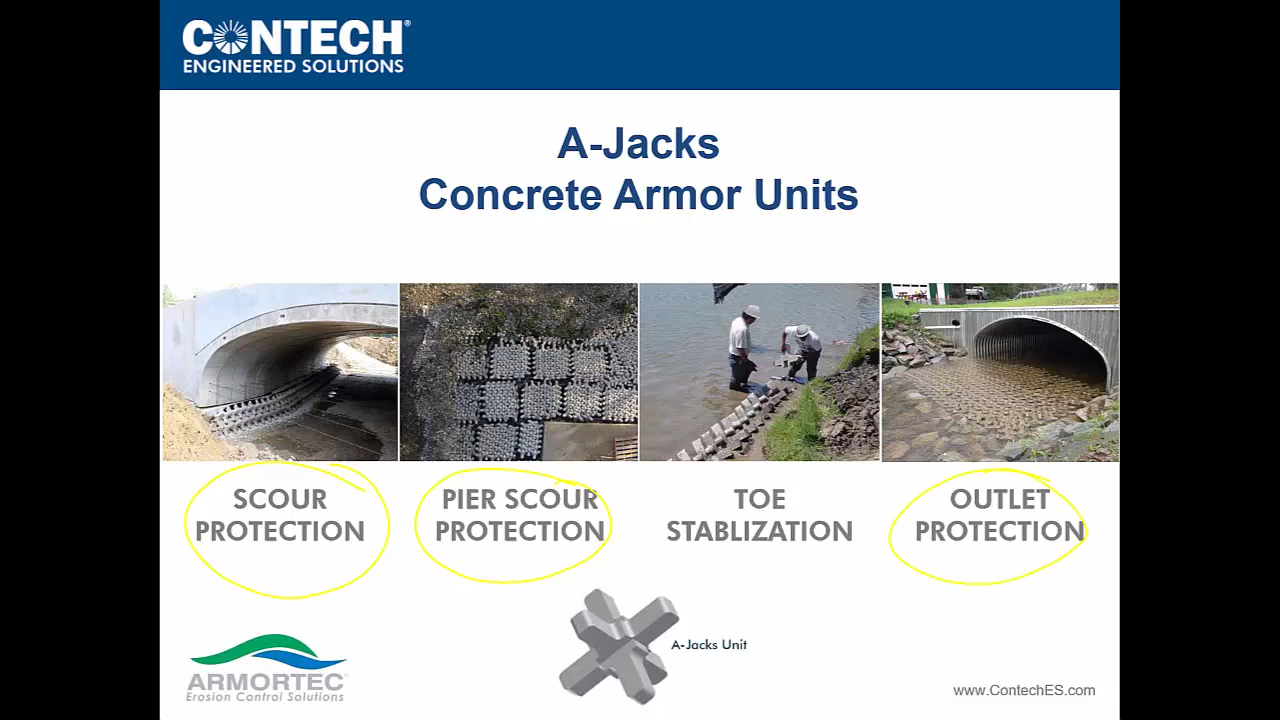 CONTECH®
ENGINEERED SOLUTIONS
A-Jacks
Concrete Armor Units
SCOUR
PROTECTION
PIER SCOUR
PROTECTION
TOE
STABLIZATION
OUTLET
PROTECTION
A-Jacks Unit
ARMORTEC
Erosion Control Solutions
www.ContechES.com